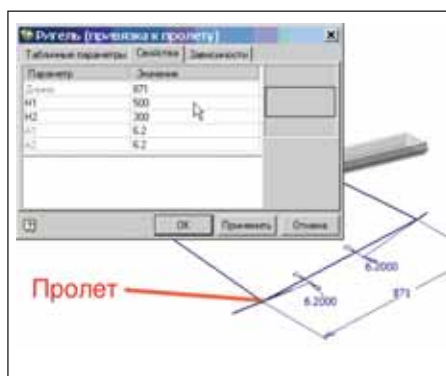 Ригель (привязка к пролету)
Табличные параметры Свойства Зависимости
Параметр Значение
Длина 871
H1 500
H2 300
A1 6.2
A2 6.2
OK Применить Отмена
6.2000
6.2000
871
Пролет